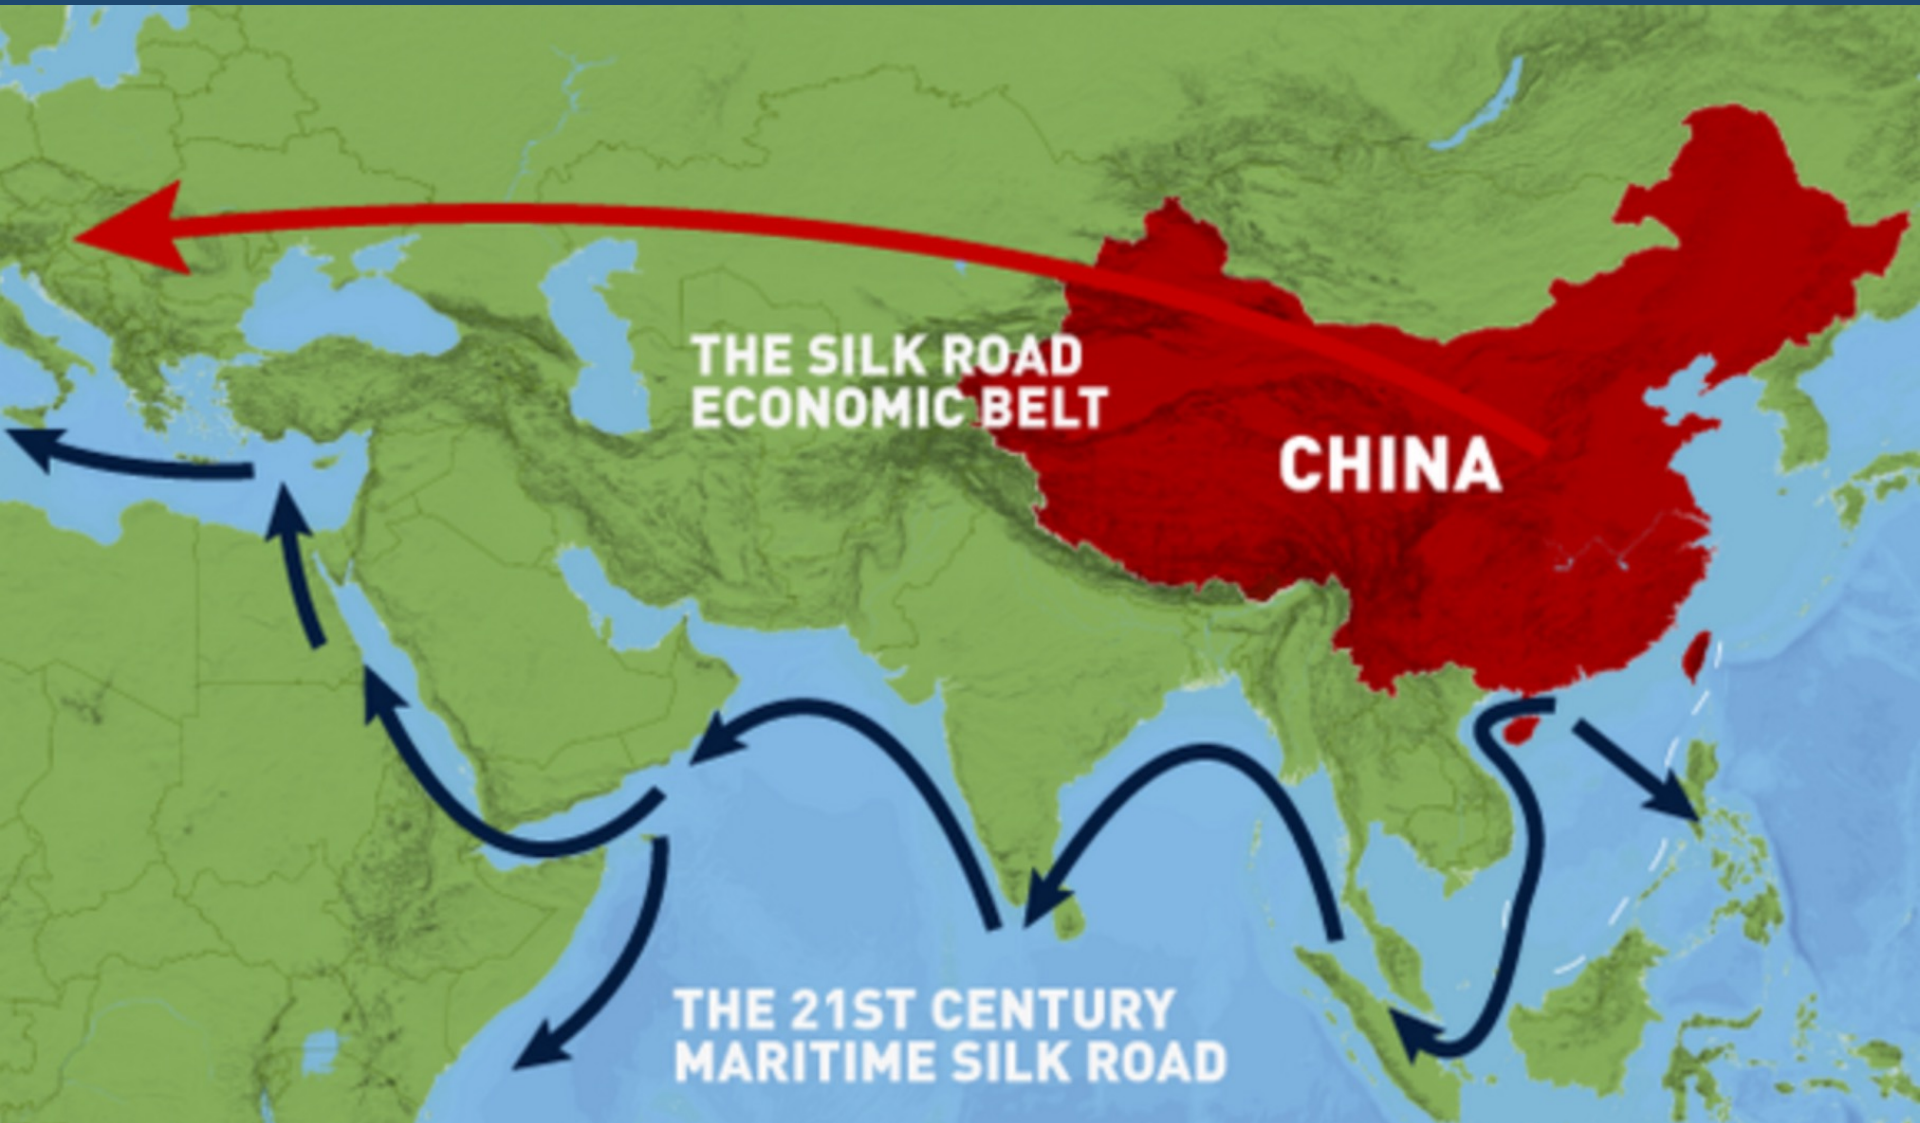 THE SILK ROAD
ECONOMIC BELT
CHINA
THE 21ST CENTURY
MARITIME SILK ROAD